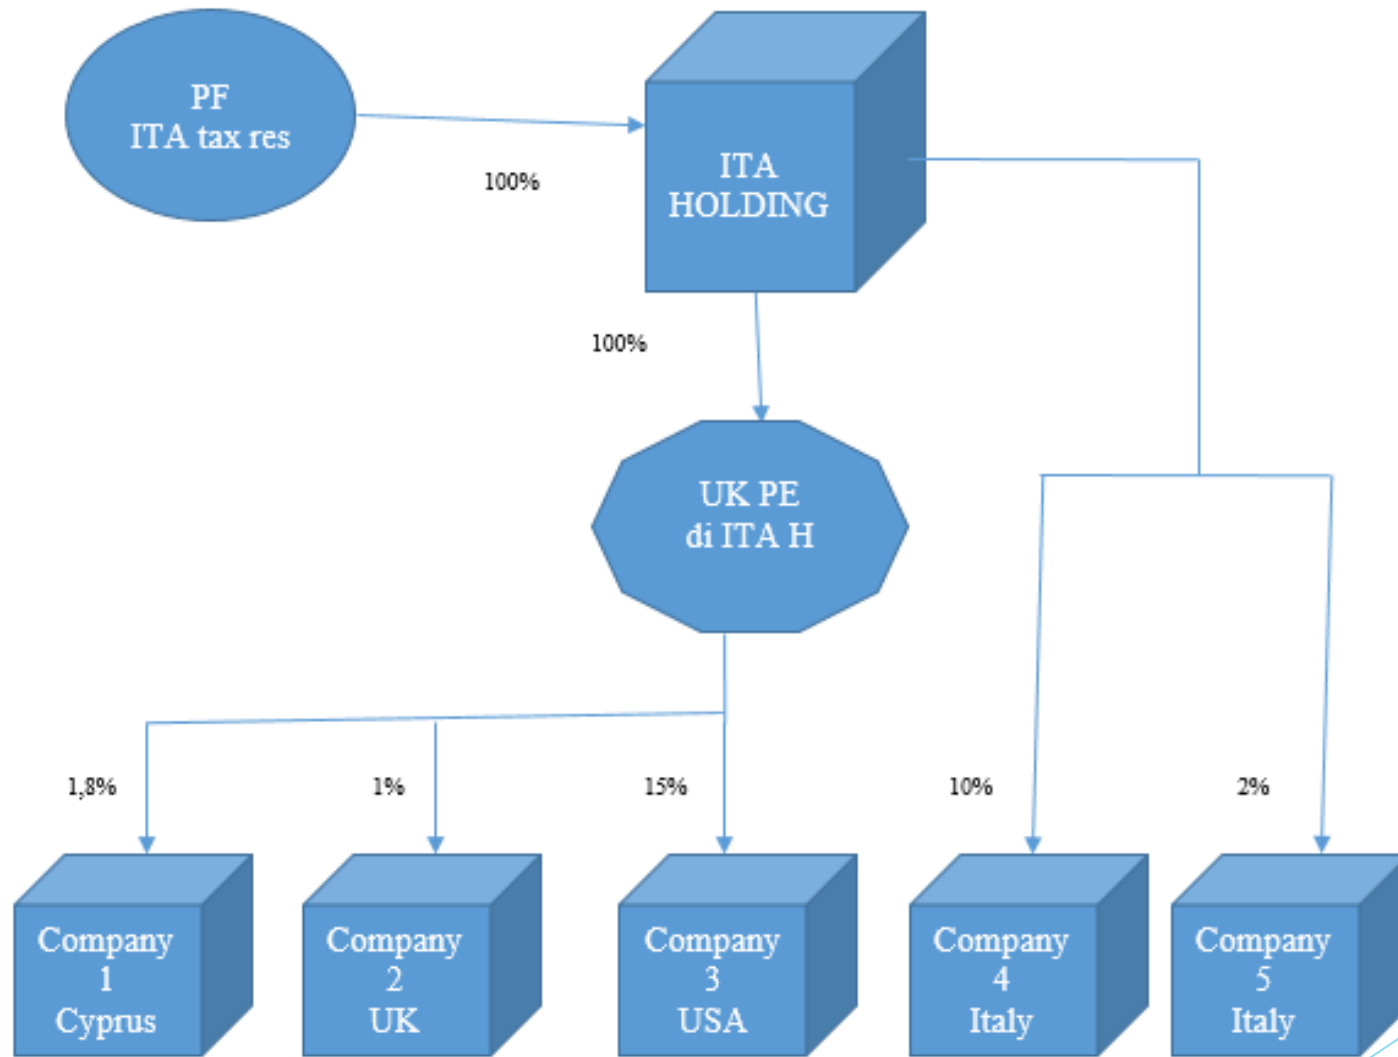 PF
ITA tax res
100%
ITA
HOLDING
100%
UK PE
di ITA H
1,8%
1%
15%
10%
2%
Company
1
Cyprus
Company
2
UK
Company
3
USA
Company
4
Italy
Company
5
Italy